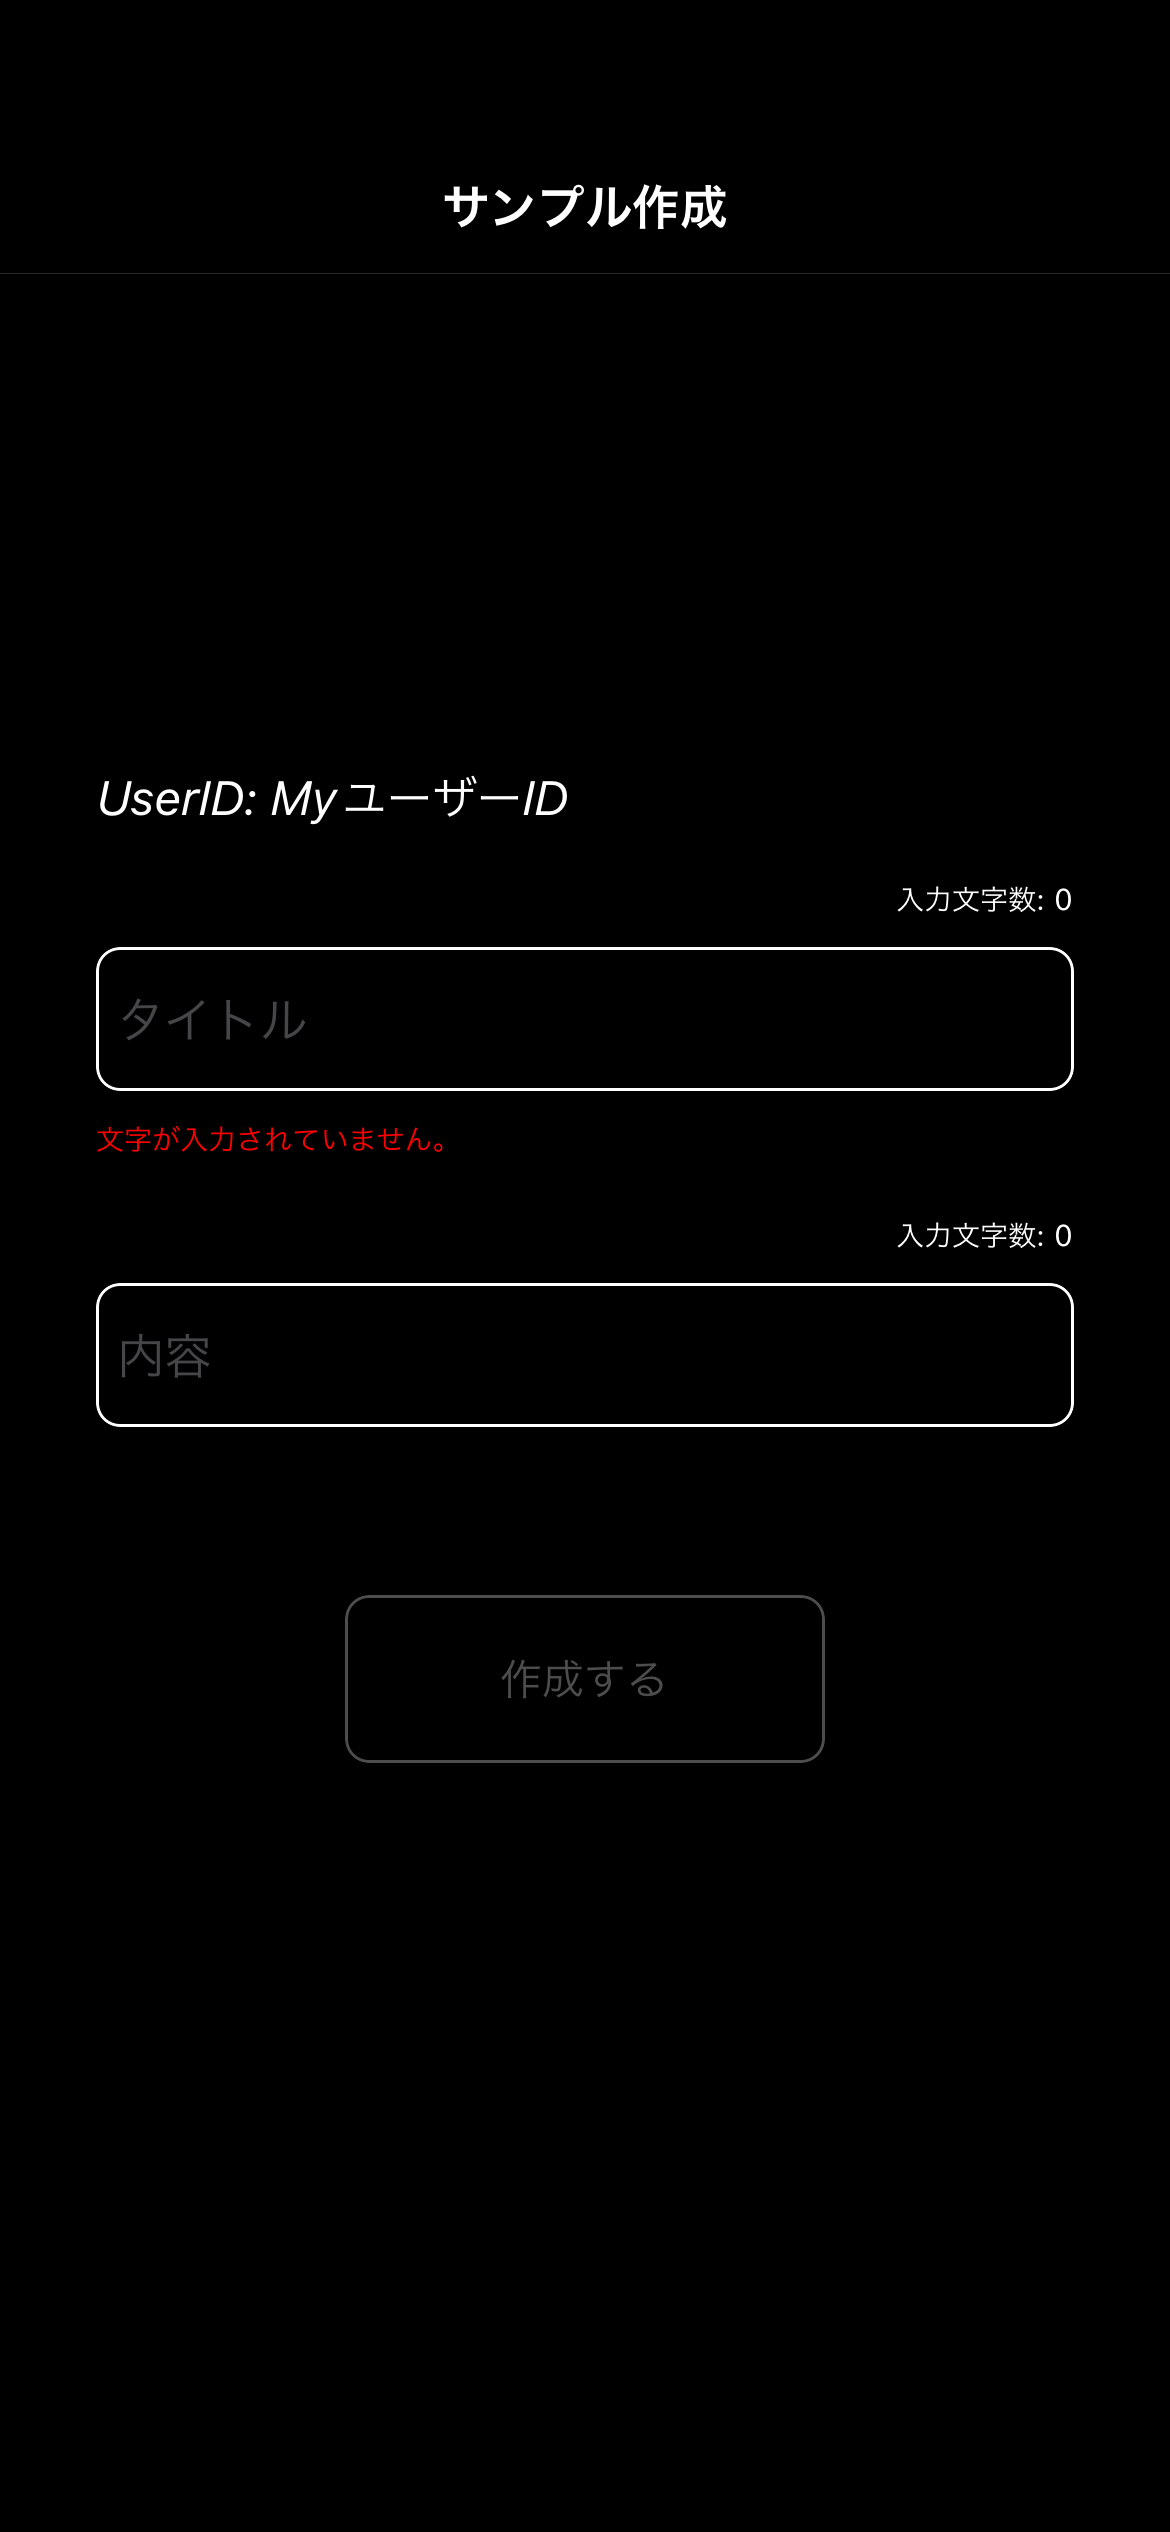 サンプル作成
UserID: MyユーザーID
入力文字数: 0
タイトル
文字が入力されていません。
入力文字数: 0
内容
作成する